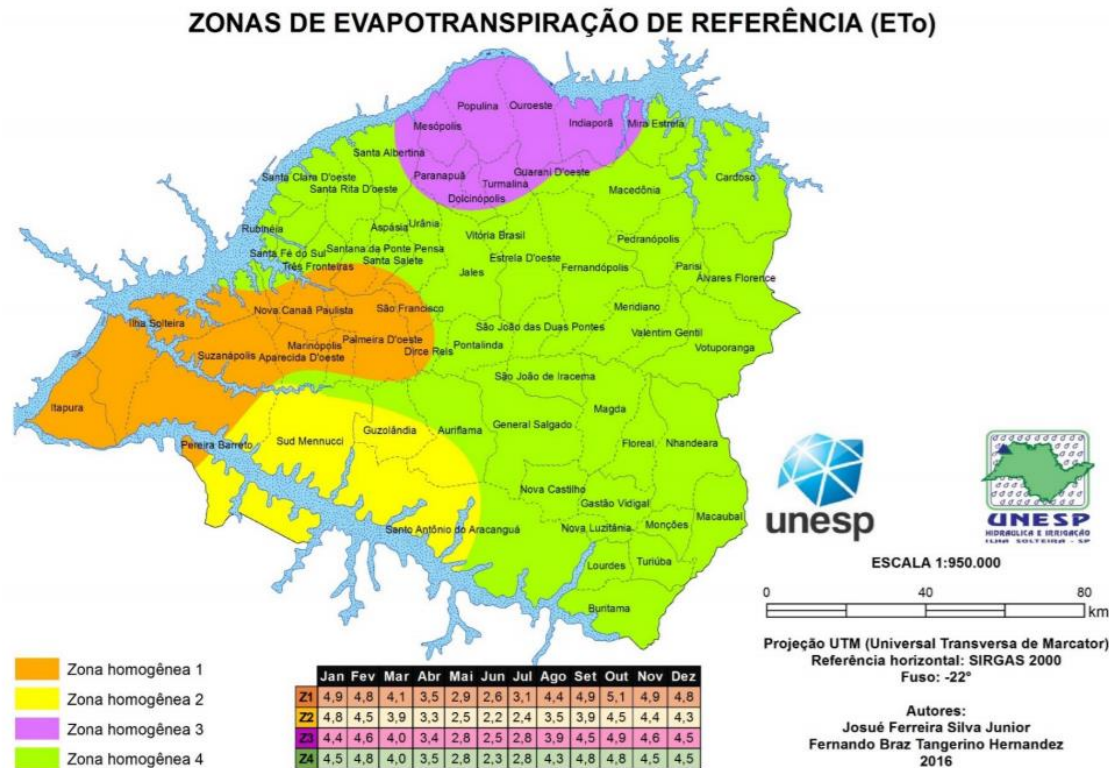 ZONAS DE EVAPOTRANSPIRAÇÃO DE REFERÊNCIA (ETo)
Populina
Ouroeste
Mesópolis
Indiaporã
Mira Estrela
Santa Albertina
Paranapuã
Guarani D'oeste
Turmalina
Dolcinópolis
Santa Clara D'oeste
Santa Rita D'oeste
Macedônia
Cardoso
Rubinéia
Aspásia
Urânia
Vitória Brasil
Pedranópolis
Santa Fé do Sul
Santana da Ponte Pensa
Três Fronteiras
Santa Salete
Jales
Estrela D'oeste
Fernandópolis
Parisi
Álvares Florence
Ilha Solteira
Nova Canaã Paulista
São Francisco
Meridiano
Suzanápolis
Marinópolis
Aparecida D'oeste
Palmeira D'oeste
Dirce Reis
Pontalinda
São João das Duas Pontes
Valentim Gentil
Votuporanga
São João de Iracema
Itapura
Magda
Pereira Barreto
Sud Mennucci
Guzolândia
Auriflama
General Salgado
Floreal
Nhandeara
Nova Castilho
Gastão Vidigal
Santo Antônio do Aracanguá
Nova Luzitânia
Monções
Macaubal
Lourdes
Turiúba
Buritama
unesp
UNESP
HIDRÁULICA E IRRIGAÇÃO
ILHA SOLTEIRA - SP
ESCALA 1:950.000
0 40 80
km
Projeção UTM (Universal Transversa de Marcator)
Referência horizontal: SIRGAS 2000
Fuso: -22°
Autores:
Josué Ferreira Silva Junior
Fernando Braz Tangerino Hernandez
2016
Zona homogênea 1
Zona homogênea 2
Zona homogênea 3
Zona homogênea 4
Jan Fev Mar Abr Mai Jun Jul Ago Set Out Nov Dez
Z1 4,9 4,8 4,1 3,5 2,9 2,6 3,1 4,4 4,9 5,1 4,9 4,8
Z2 4,8 4,5 3,9 3,3 2,5 2,2 2,4 3,5 3,9 4,5 4,4 4,3
Z3 4,4 4,6 4,0 3,4 2,8 2,5 2,8 3,9 4,5 4,9 4,6 4,5
Z4 4,5 4,8 4,0 3,5 2,8 2,3 2,8 4,3 4,8 4,8 4,5 4,5